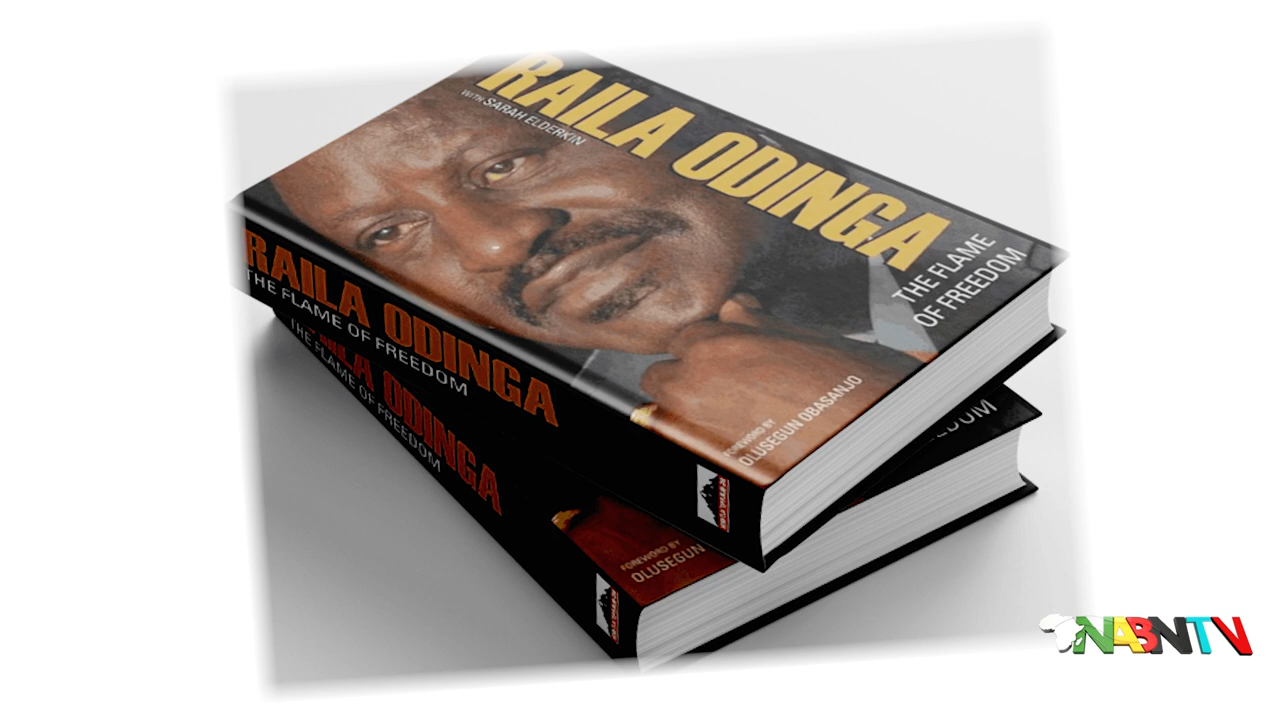 RAILA ODINGA
WITH SARAH ELDERKIN
THE FLAME
OF FREEDOM
FOREWORD BY
OLUSEGUN OBASANJO
RAILA ODINGA
THE FLAME OF FREEDOM
ODINGA
THE FLAME OF FREEDOM
FOREWORD BY
OLUSEGUN
NABNTV